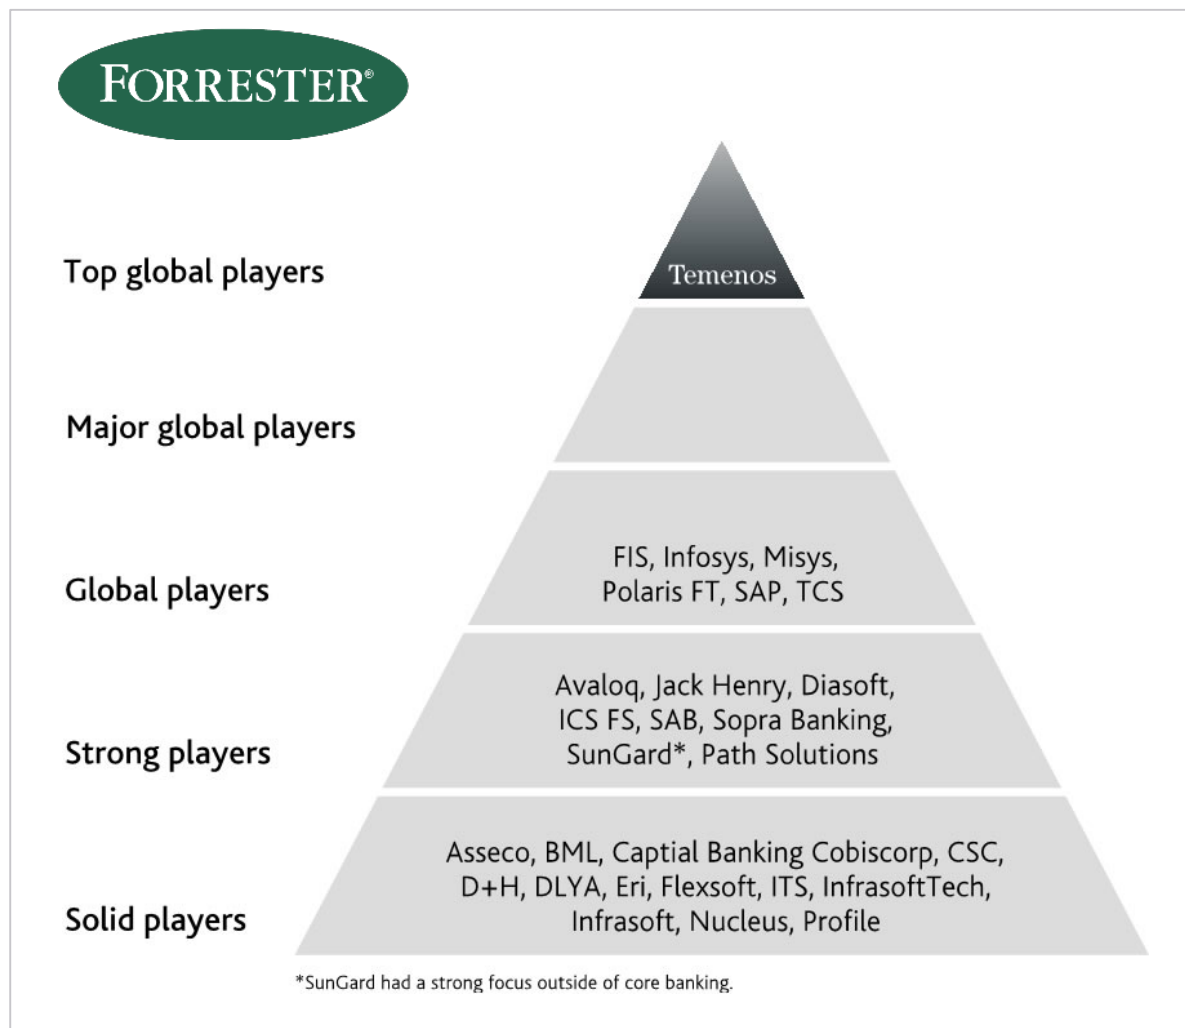 FORRESTER®
Top global players
Temenos
Major global players
Global players
FIS, Infosys, Misys,
Polaris FT, SAP, TCS
Strong players
Avaloq, Jack Henry, Diasoft,
ICS FS, SAB, Sopra Banking,
SunGard*, Path Solutions
Solid players
Asseco, BML, Captial Banking Cobiscorp, CSC,
D+H, DLYA, Eri, Flexsoft, ITS, InfrasoftTech,
Infrasoft, Nucleus, Profile
*SunGard had a strong focus outside of core banking.